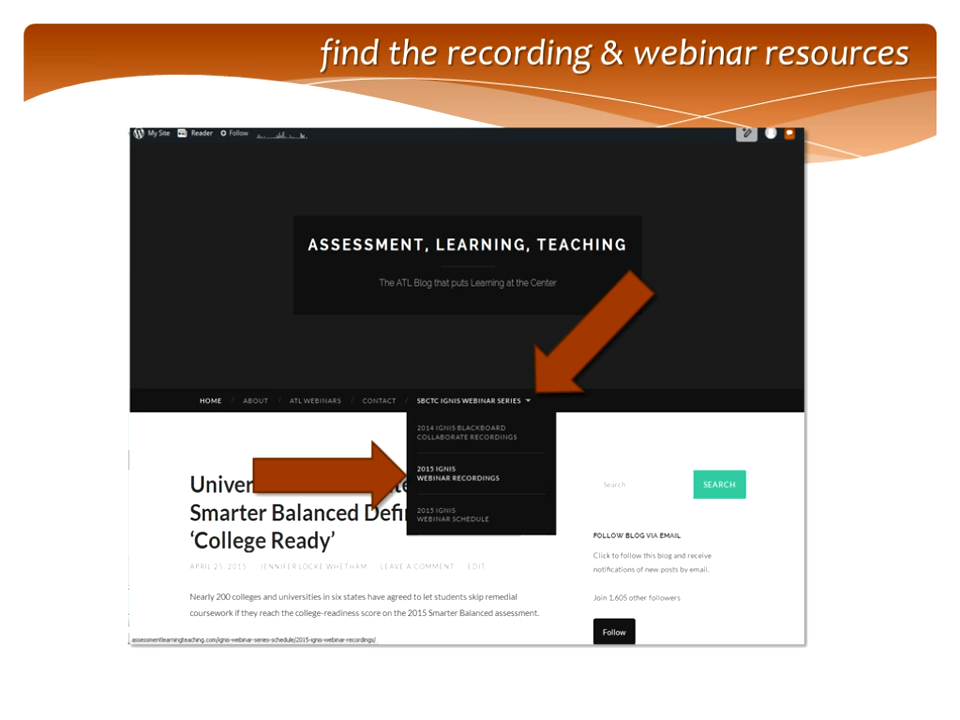 find the recording & webinar resources
My Site Reader Follow
ASSESSMENT, LEARNING, TEACHING
The ATL Blog that puts Learning at the Center
HOME / ABOUT / ATL WEBINARS / CONTACT / SBCTC IGNIS WEBINAR SERIES
2014 IGNIS BLACKBOARD
COLLABORATE RECORDINGS
2015 IGNIS
WEBINAR RECORDINGS
2015 IGNIS
WEBINAR SCHEDULE
Univer
Smarter Balanced Defi
‘College Ready’
APRIL 25, 2015 JENNIFER LOCKE WHETHAM LEAVE A COMMENT EDIT
Nearly 200 colleges and universities in six states have agreed to let students skip remedial
coursework if they reach the college-readiness score on the 2015 Smarter Balanced assessment.
Search SEARCH
FOLLOW BLOG VIA EMAIL
Click to follow this blog and receive
notifications of new posts by email.
Join 1,605 other followers
Follow
assessmentlearningteaching.com/ignis-webinar-series-schedule/2015-ignis-webinar-recordings/